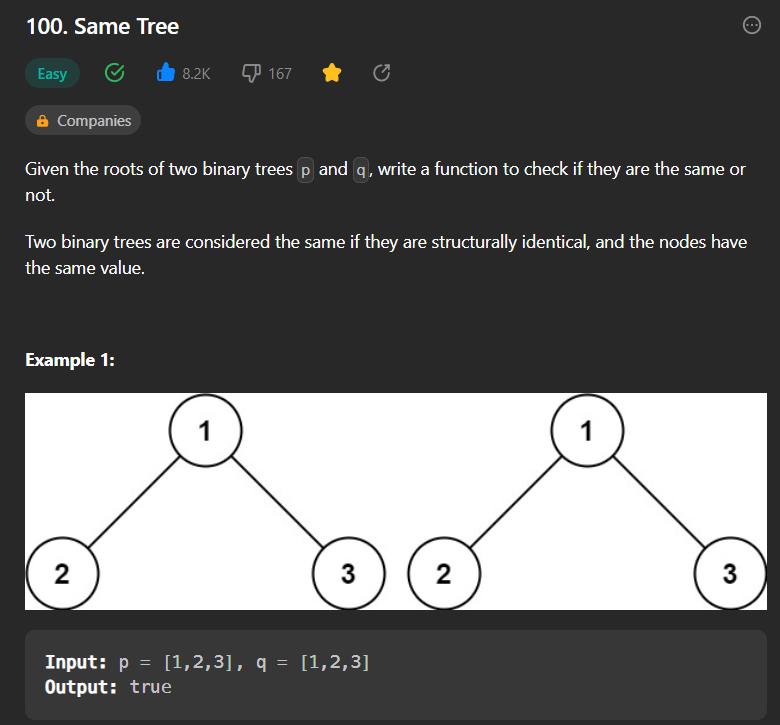 100. Same Tree
Easy 8.2K 167
Companies
Given the roots of two binary trees p and q, write a function to check if they are the same or
not.
Two binary trees are considered the same if they are structurally identical, and the nodes have
the same value.
Example 1:
1 1
2 3 2 3
Input: p = [1,2,3], q = [1,2,3]
Output: true